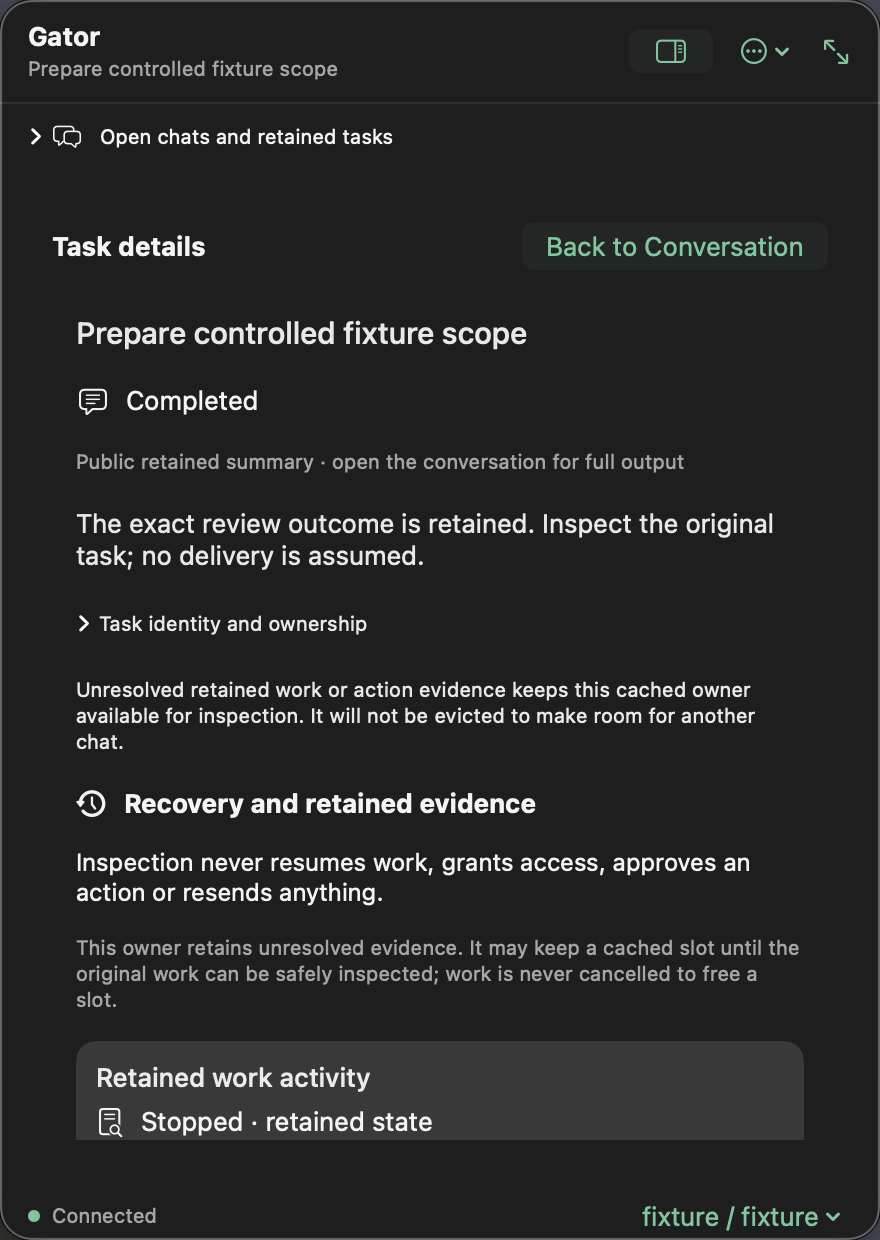 Gator
Prepare controlled fixture scope
Open chats and retained tasks
Task details
Back to Conversation
Prepare controlled fixture scope
Completed
Public retained summary · open the conversation for full output
The exact review outcome is retained. Inspect the original
task; no delivery is assumed.
Task identity and ownership
Unresolved retained work or action evidence keeps this cached owner
available for inspection. It will not be evicted to make room for another
chat.
Recovery and retained evidence
Inspection never resumes work, grants access, approves an
action or resends anything.
This owner retains unresolved evidence. It may keep a cached slot until the
original work can be safely inspected; work is never cancelled to free a
slot.
Retained work activity
Stopped · retained state
Connected
fixture / fixture